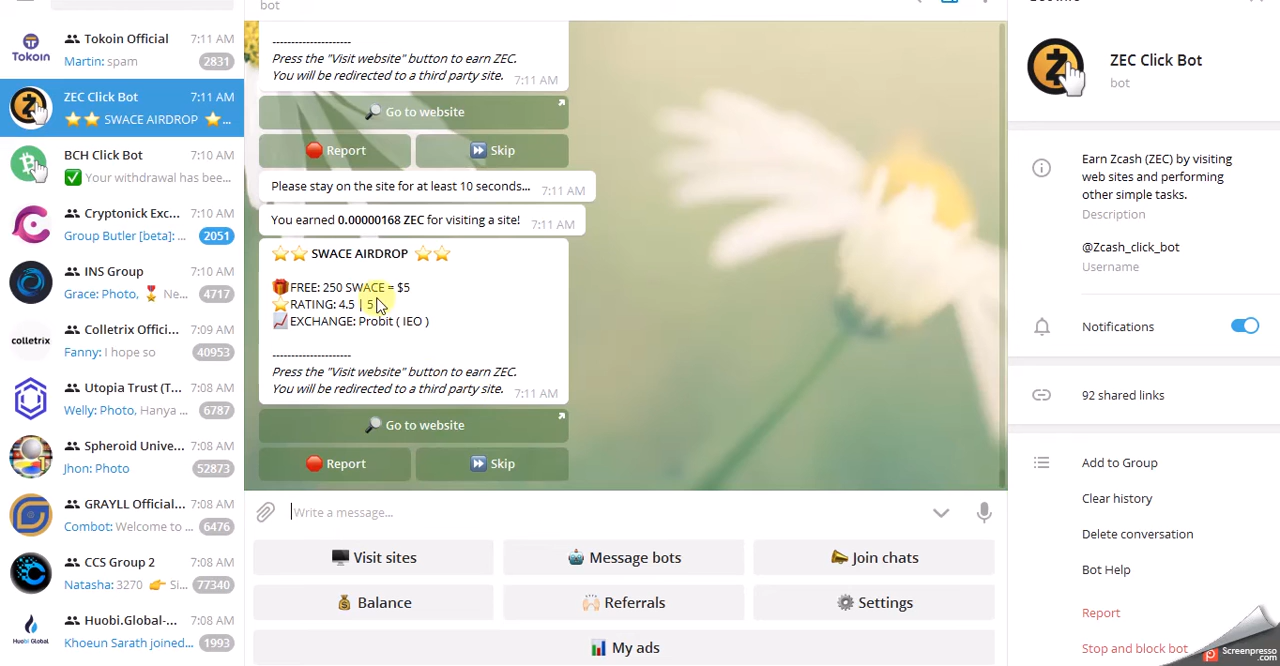 Tokoin Official 7:11 AM
Martin: spam 2831
ZEC Click Bot 7:11 AM
⭐⭐ SWACE AIRDROP ⭐...
BCH Click Bot 7:10 AM
✅ Your withdrawal has bee...
Cryptonick Exc... 7:10 AM
Group Butler [beta]: ... 2051
INS Group 7:10 AM
Grace: Photo, 🎖 Ne... 4717
Colletrix Offici... 7:09 AM
colletrix
Fanny: I hope so 40953
Utopia Trust (T... 7:08 AM
Welly: Photo, Hanya ... 6787
Spheroid Unive... 7:08 AM
Jhon: Photo 52873
GRAYLL Official... 7:08 AM
Combot: Welcome to ... 6476
CCS Group 2 7:08 AM
Natasha: 3270 👉 Si... 77340
Huobi.Global-... 7:08 AM
Huobi Global
Khoeun Sarath joined... 1993
bot
---------------------
Press the "Visit website" button to earn ZEC.
You will be redirected to a third party site. 7:11 AM
🔎 Go to website
🔴 Report ⏩ Skip
Please stay on the site for at least 10 seconds... 7:11 AM
You earned 0.00000168 ZEC for visiting a site! 7:11 AM
⭐⭐ SWACE AIRDROP ⭐⭐
🎁FREE: 250 SWACE = $5
⭐RATING: 4.5 | 5
📈EXCHANGE: Probit ( IEO )
---------------------
Press the "Visit website" button to earn ZEC.
You will be redirected to a third party site. 7:11 AM
🔎 Go to website
🔴 Report ⏩ Skip
Write a message...
🖥 Visit sites 🤖 Message bots 📣 Join chats
💰 Balance 🙌🏻 Referrals ⚙ Settings
📊 My ads
ZEC Click Bot
bot
Earn Zcash (ZEC) by visiting
web sites and performing
other simple tasks.
Description
@Zcash_click_bot
Username
Notifications
92 shared links
Add to Group
Clear history
Delete conversation
Bot Help
Report
Stop and block bot
Screenpresso
.com